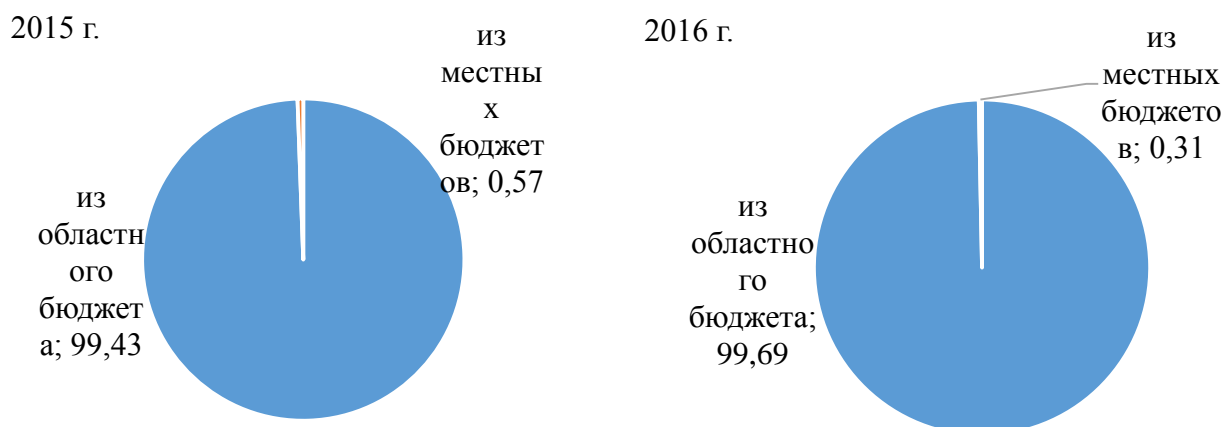 2015 г.
из
местны
х
бюджет
ов; 0,57
из
областн
ого
бюджет
а; 99,43
2016 г.
из
местных
бюджето
в; 0,31
из
областно
го
бюджета;
99,69